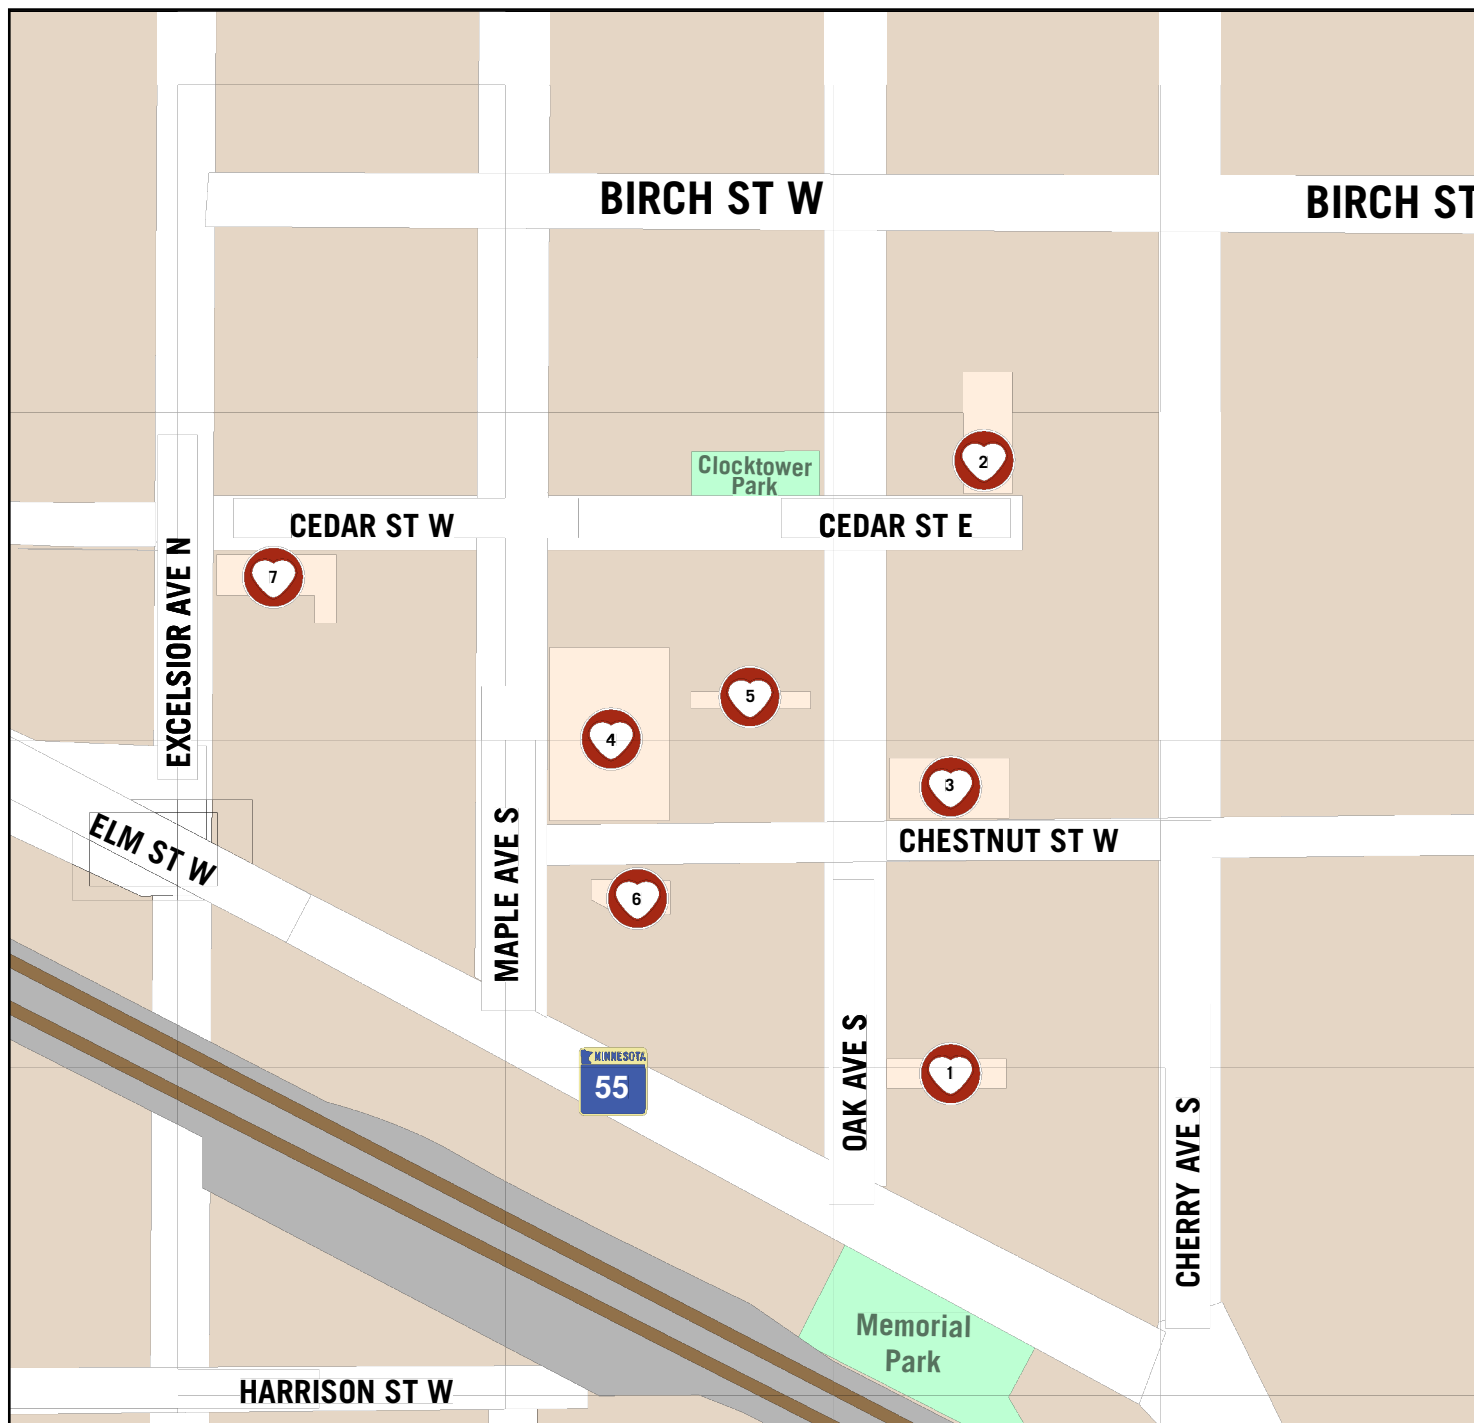 BIRCH ST W
BIRCH ST
2
Clocktower
Park
CEDAR ST W
CEDAR ST E
7
EXCELSIOR AVE N
5
4
3
CHESTNUT ST W
ELM ST W
MAPLE AVE S
6
MINNESOTA
55
OAK AVE S
1
CHERRY AVE S
Memorial
Park
HARRISON ST W